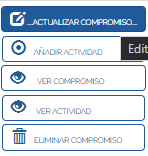 ...ACTUALIZAR COMPROMISO...
AÑADIR ACTIVIDAD
Edit
VER COMPROMISO
VER ACTIVIDAD
ELIMINAR COMPROMISO